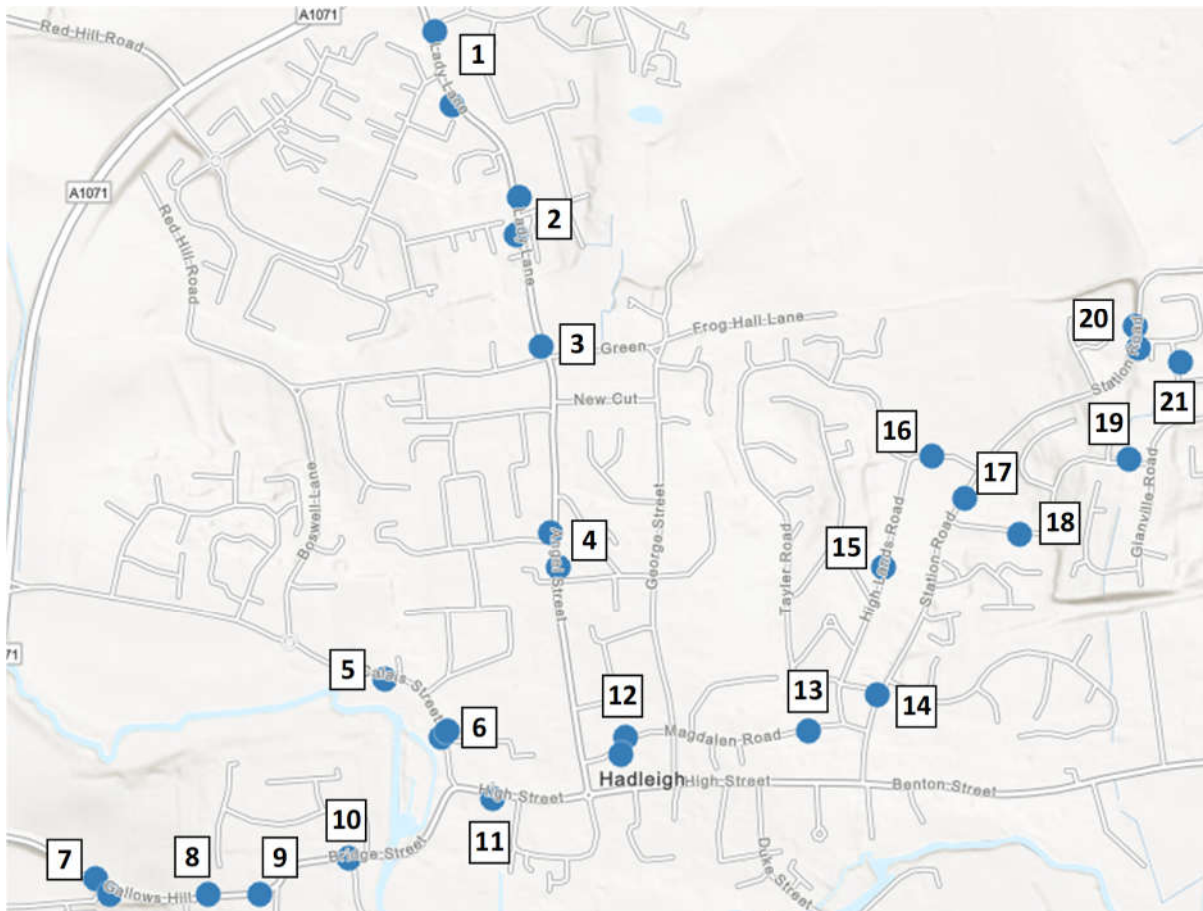 A1071
Red Hill Road
1
Lady Lane
A1071
2
Lady Lane
Red Hill Road
20
3
Green
Frog Hall Lane
Station Road
21
New Cut
16
19
17
Boswell Lane
4
Angel Street
George Street
15
18
Glanville Road
Tayler Road
High Lands Road
Station Road
71
5
Calais Street
12
13
14
6
Magdalen Road
Hadleigh
High Street
Benton Street
High Street
10
11
7
8
9
Bridge Street
Gallows Hill
Duke Street